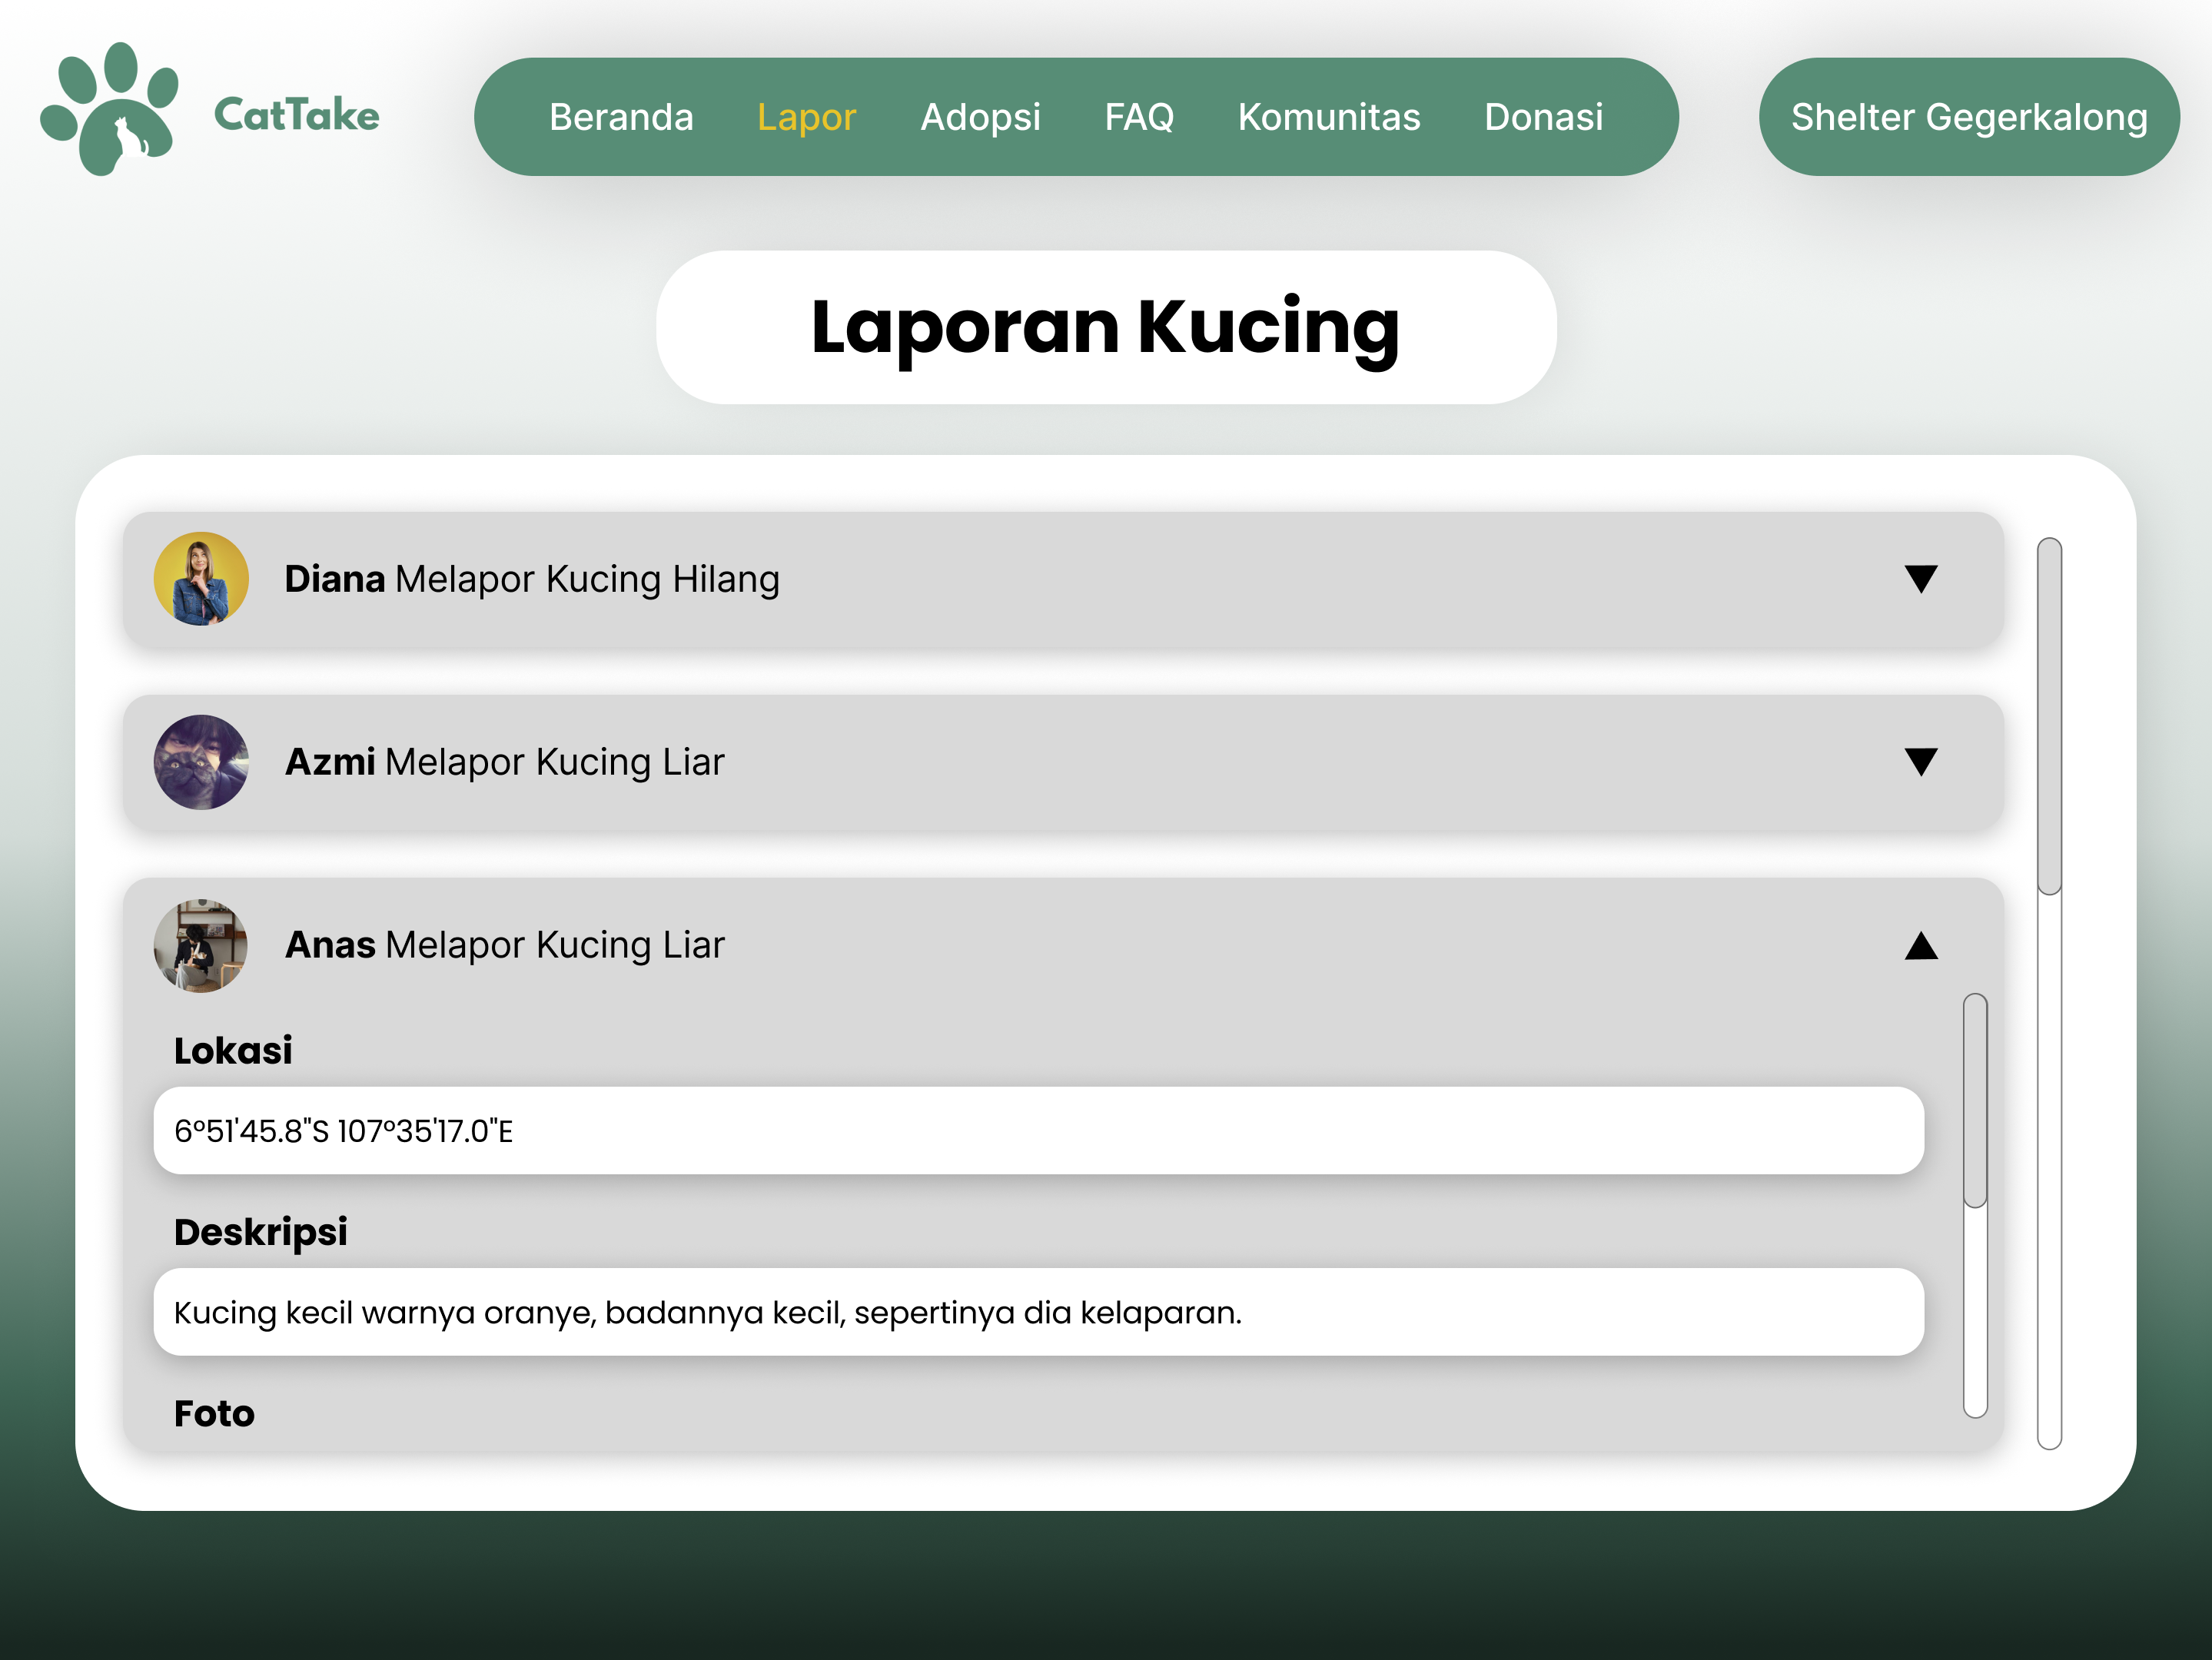 CatTake
Beranda Lapor Adopsi FAQ Komunitas Donasi
Shelter Gegerkalong
Laporan Kucing
Diana Melapor Kucing Hilang
Azmi Melapor Kucing Liar
Anas Melapor Kucing Liar
Lokasi
6°51'45.8"S 107°35'17.0"E
Deskripsi
Kucing kecil warnya oranye, badannya kecil, sepertinya dia kelaparan.
Foto